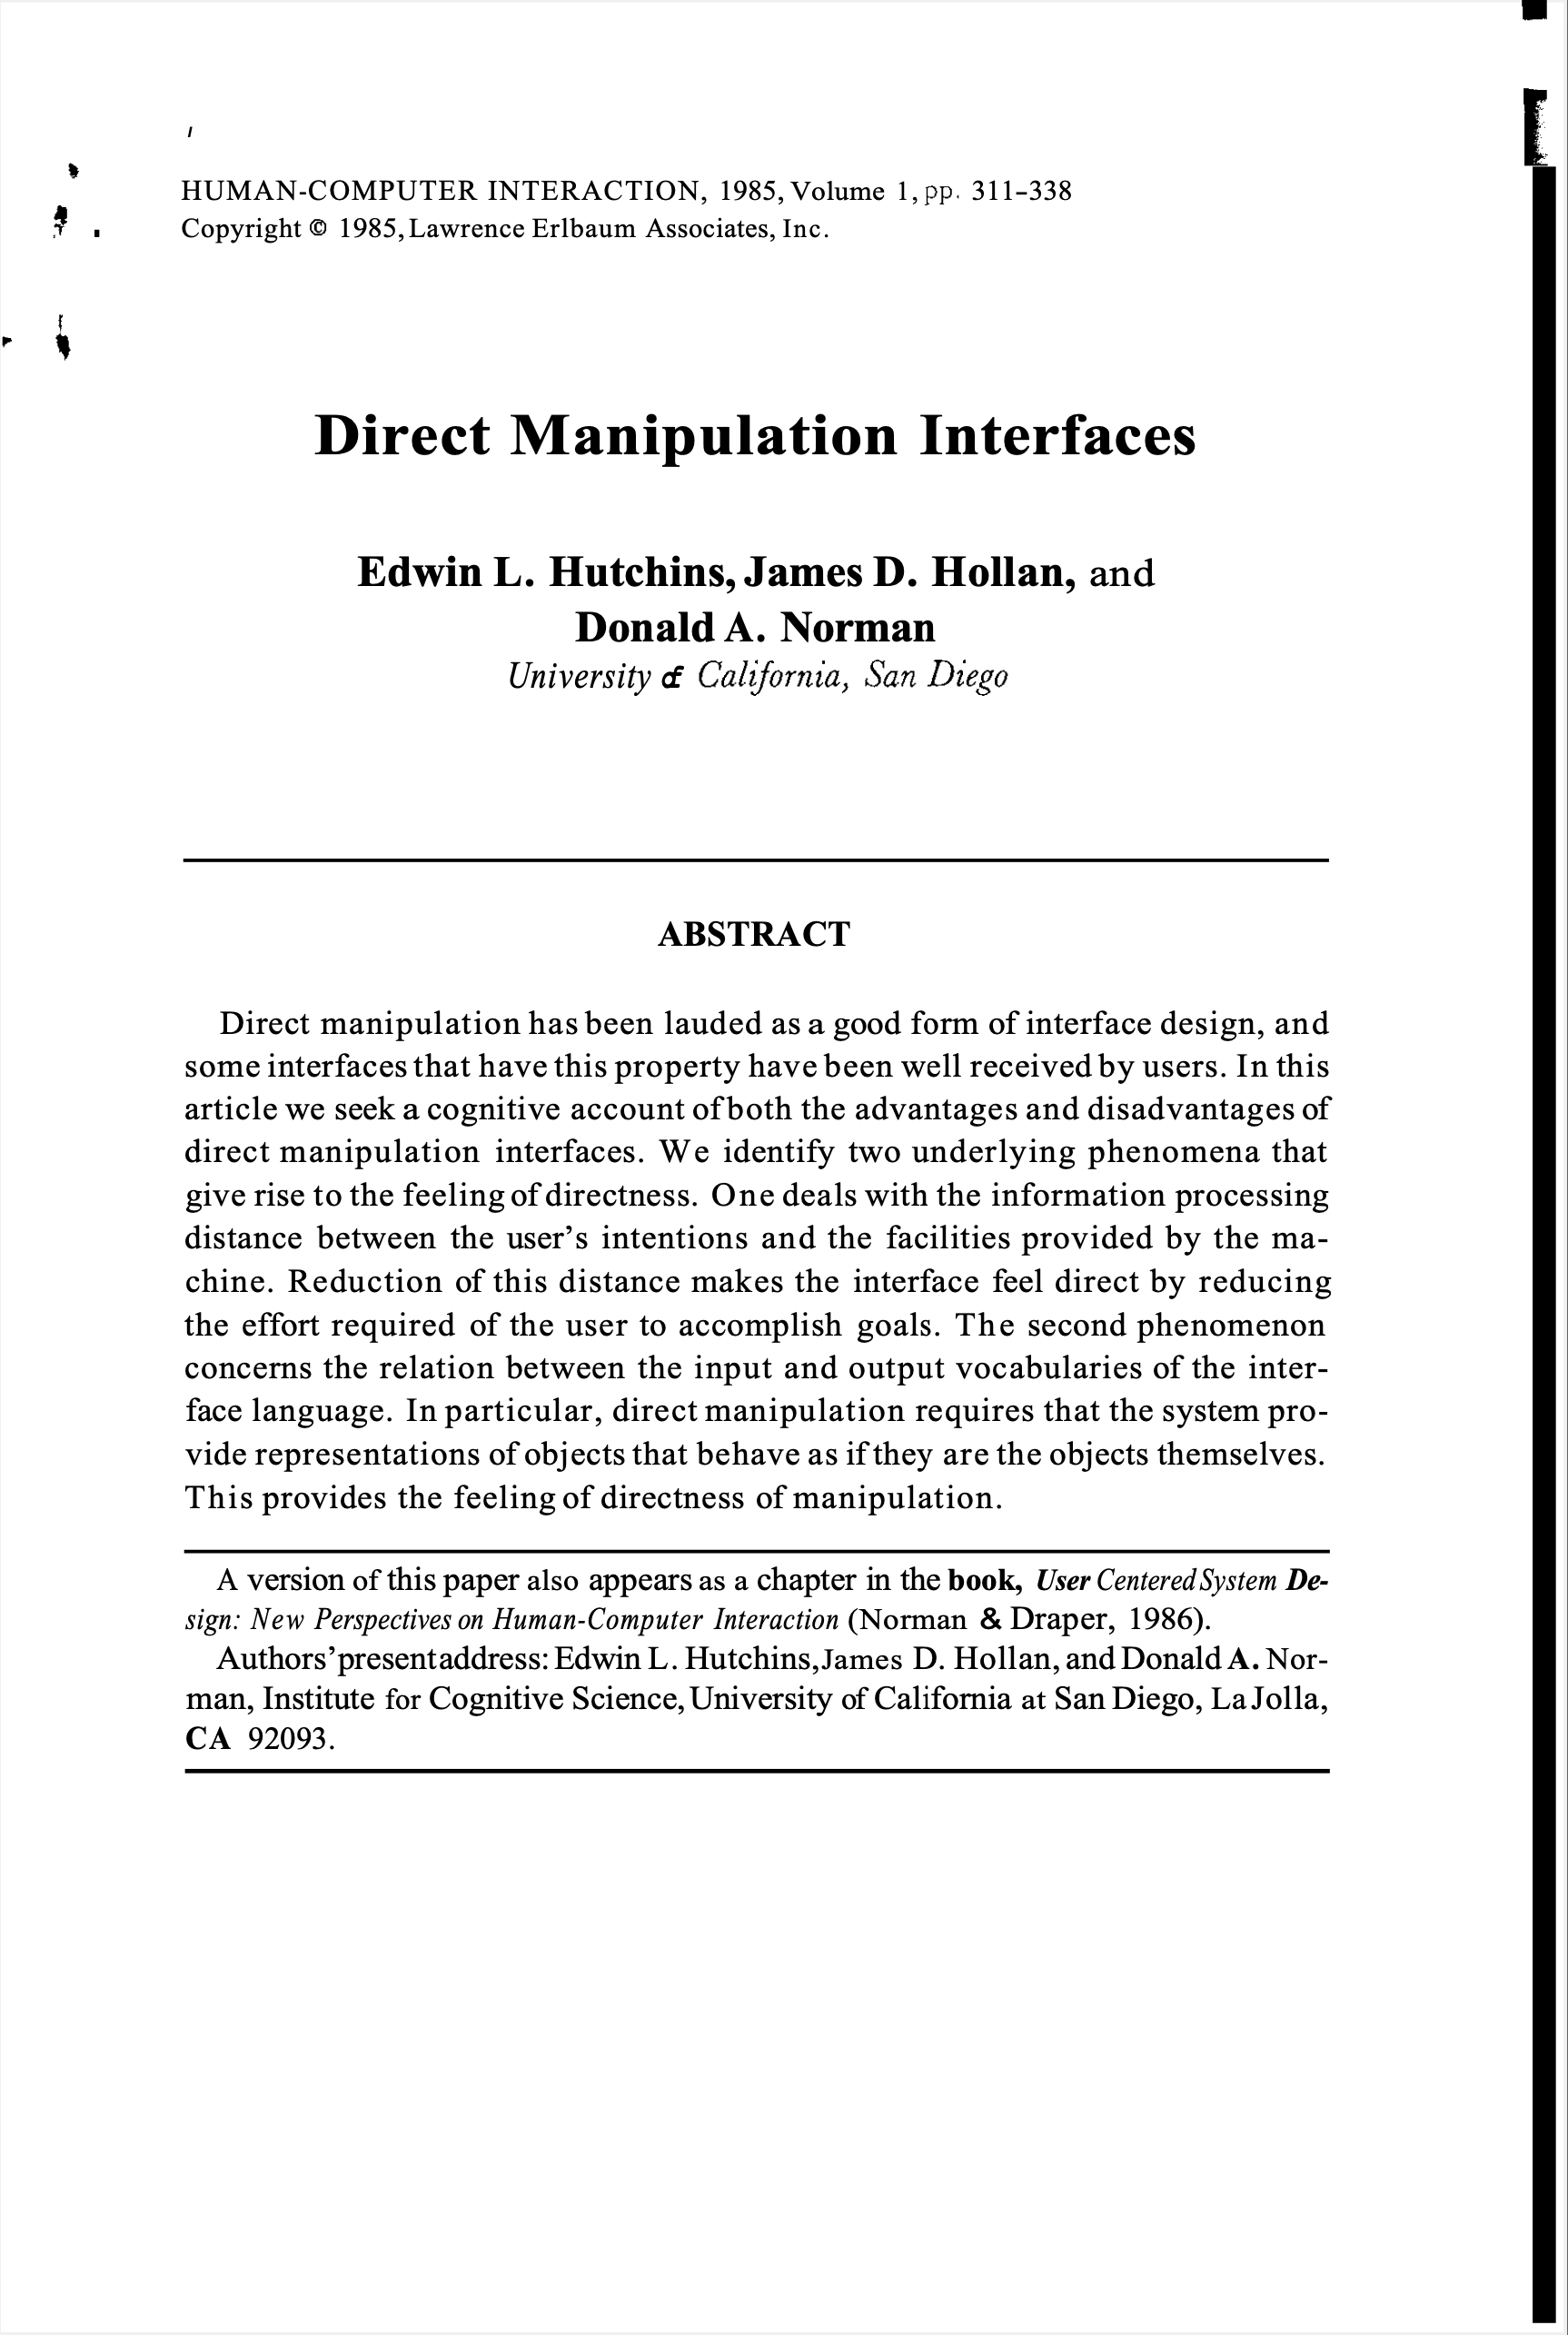 HUMAN-COMPUTER INTERACTION, 1985, Volume 1, pp. 311-338
Copyright © 1985, Lawrence Erlbaum Associates, Inc.
Direct Manipulation Interfaces
Edwin L. Hutchins, James D. Hollan, and
Donald A. Norman
University of California, San Diego
ABSTRACT
Direct manipulation has been lauded as a good form of interface design, and
some interfaces that have this property have been well received by users. In this
article we seek a cognitive account of both the advantages and disadvantages of
direct manipulation interfaces. We identify two underlying phenomena that
give rise to the feeling of directness. One deals with the information processing
distance between the user's intentions and the facilities provided by the ma-
chine. Reduction of this distance makes the interface feel direct by reducing
the effort required of the user to accomplish goals. The second phenomenon
concerns the relation between the input and output vocabularies of the inter-
face language. In particular, direct manipulation requires that the system pro-
vide representations of objects that behave as if they are the objects themselves.
This provides the feeling of directness of manipulation.
A version of this paper also appears as a chapter in the book, User Centered System De-
sign: New Perspectives on Human-Computer Interaction (Norman & Draper, 1986).
Authors' present address: Edwin L. Hutchins, James D. Hollan, and Donald A. Nor-
man, Institute for Cognitive Science, University of California at San Diego, La Jolla,
CA 92093.